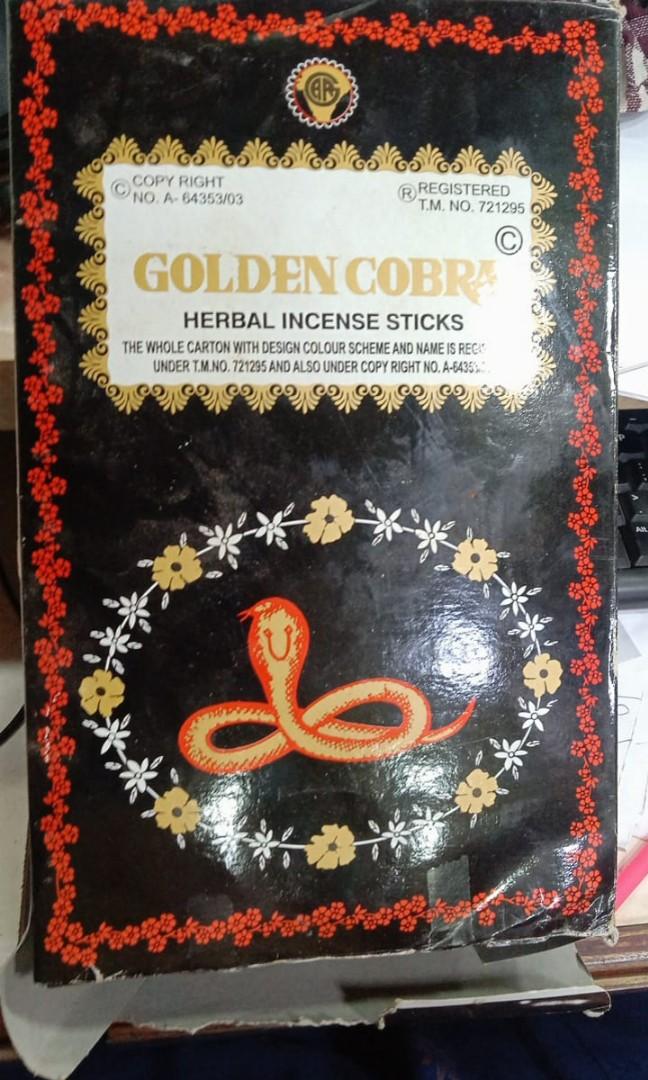 © COPY RIGHT
NO. A- 64353/03
® REGISTERED
T.M. NO. 721295
©
GOLDEN COBRA
HERBAL INCENSE STICKS
THE WHOLE CARTON WITH DESIGN COLOUR SCHEME AND NAME IS
UNDER T.M.NO. 721295 AND ALSO UNDER COPY RIGHT NO.
Alt